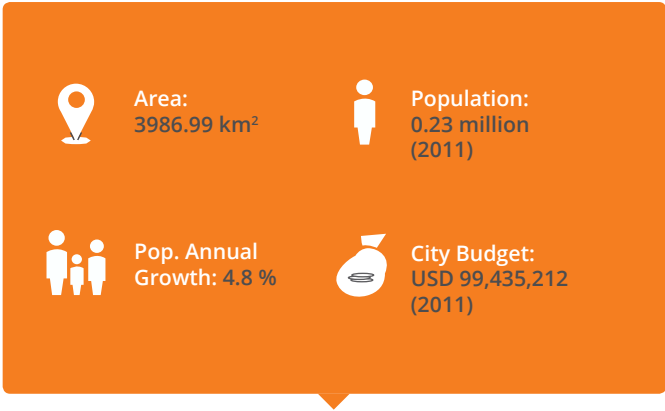 Area:
3986.99 km²
Population:
0.23 million
(2011)
Pop. Annual
Growth: 4.8 %
City Budget:
USD 99,435,212
(2011)